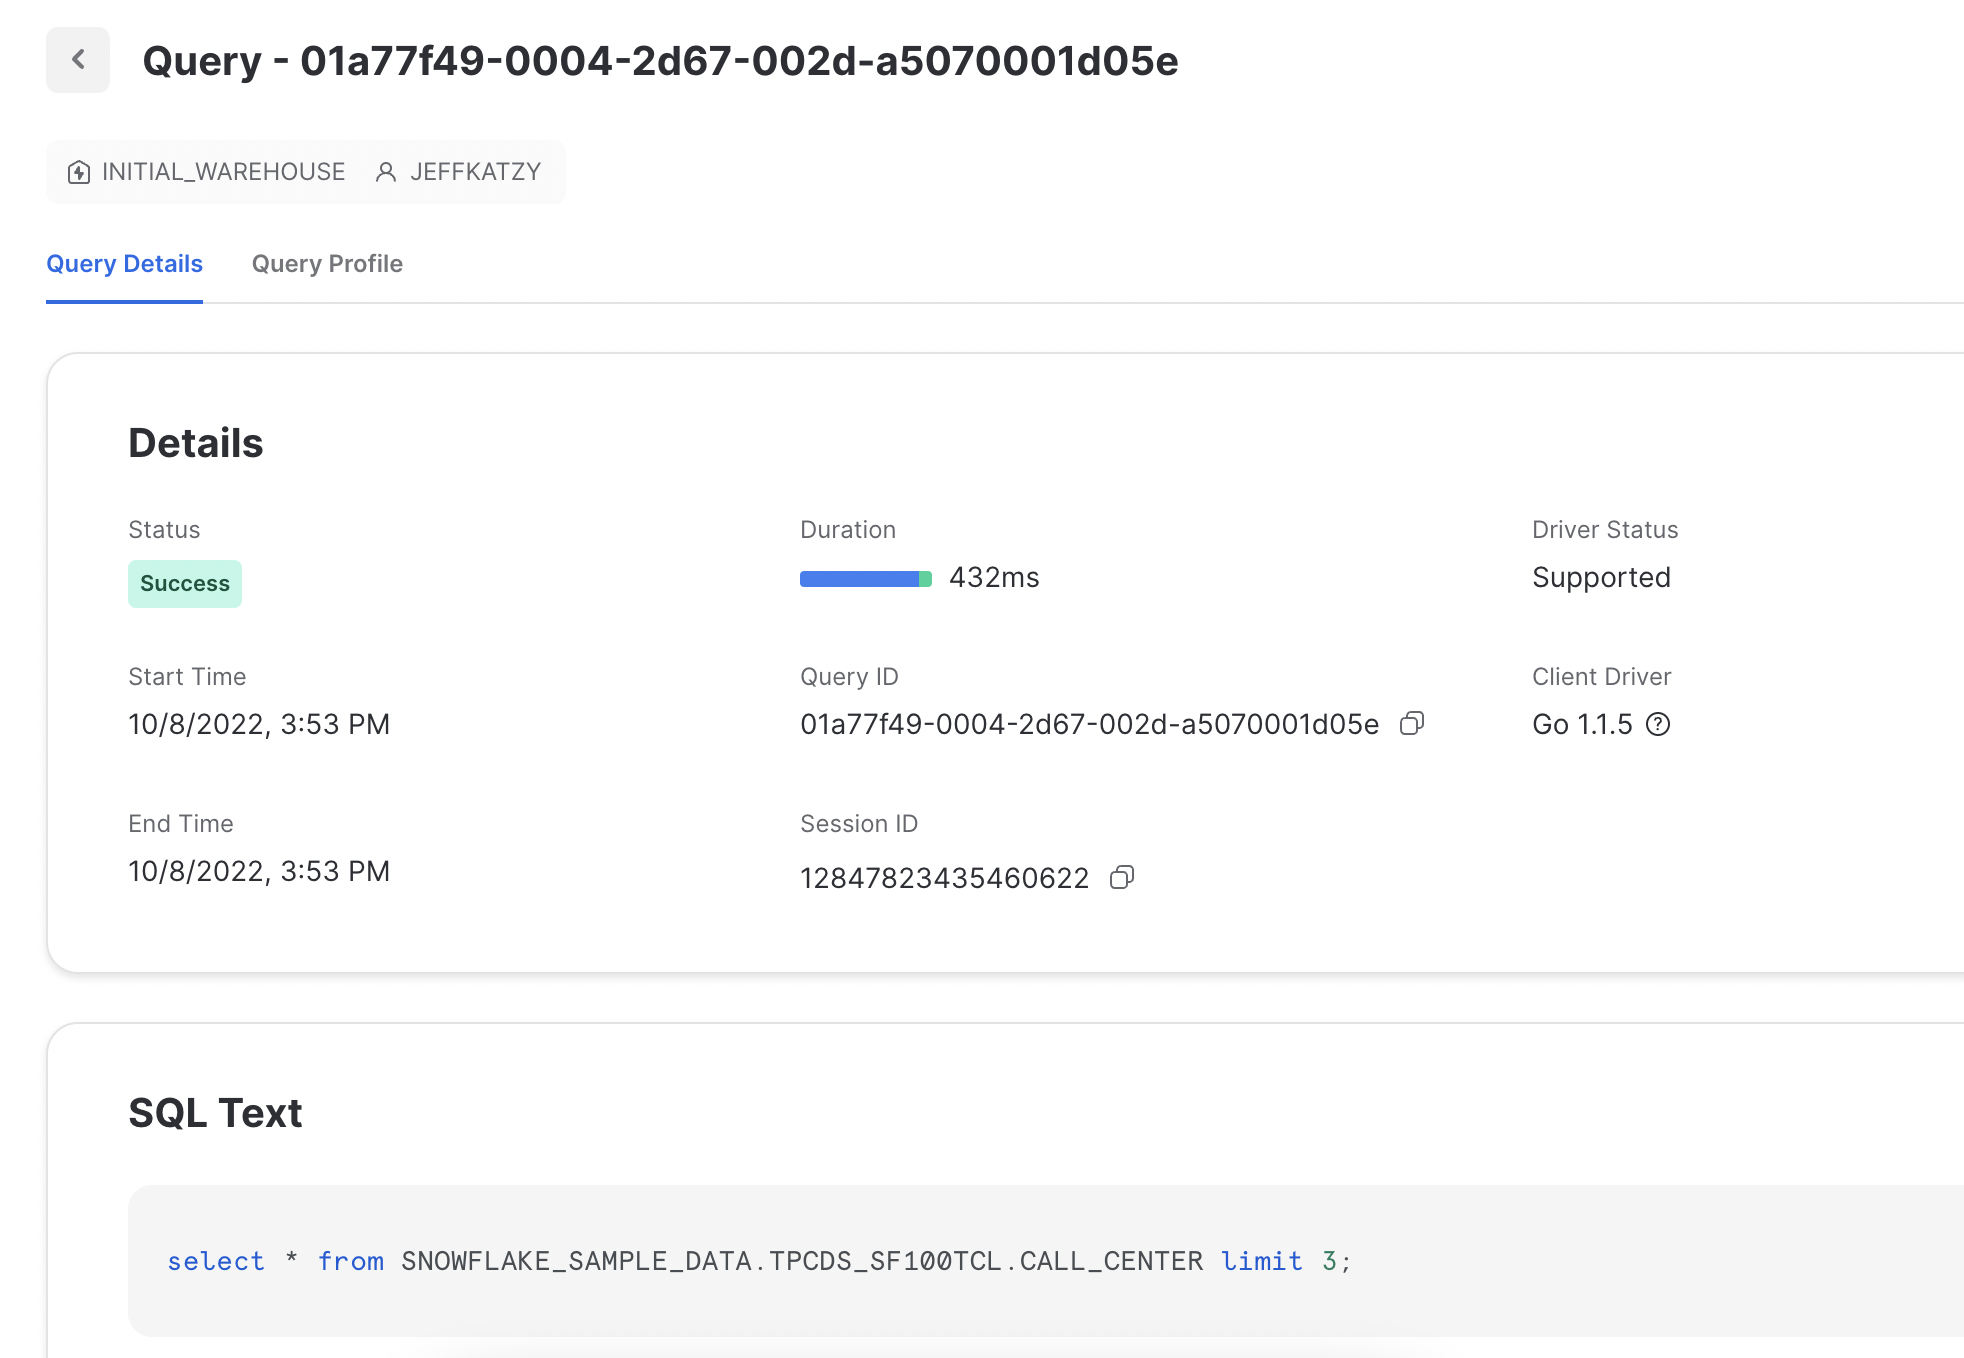 Query - 01a77f49-0004-2d67-002d-a5070001d05e
INITIAL_WAREHOUSE JEFFKATZY
Query Details Query Profile
Details
Status Duration Driver Status
Success 432ms Supported
Start Time Query ID Client Driver
10/8/2022, 3:53 PM 01a77f49-0004-2d67-002d-a5070001d05e Go 1.1.5
End Time Session ID
10/8/2022, 3:53 PM 12847823435460622
SQL Text
select * from SNOWFLAKE_SAMPLE_DATA.TPCDS_SF100TCL.CALL_CENTER limit 3;